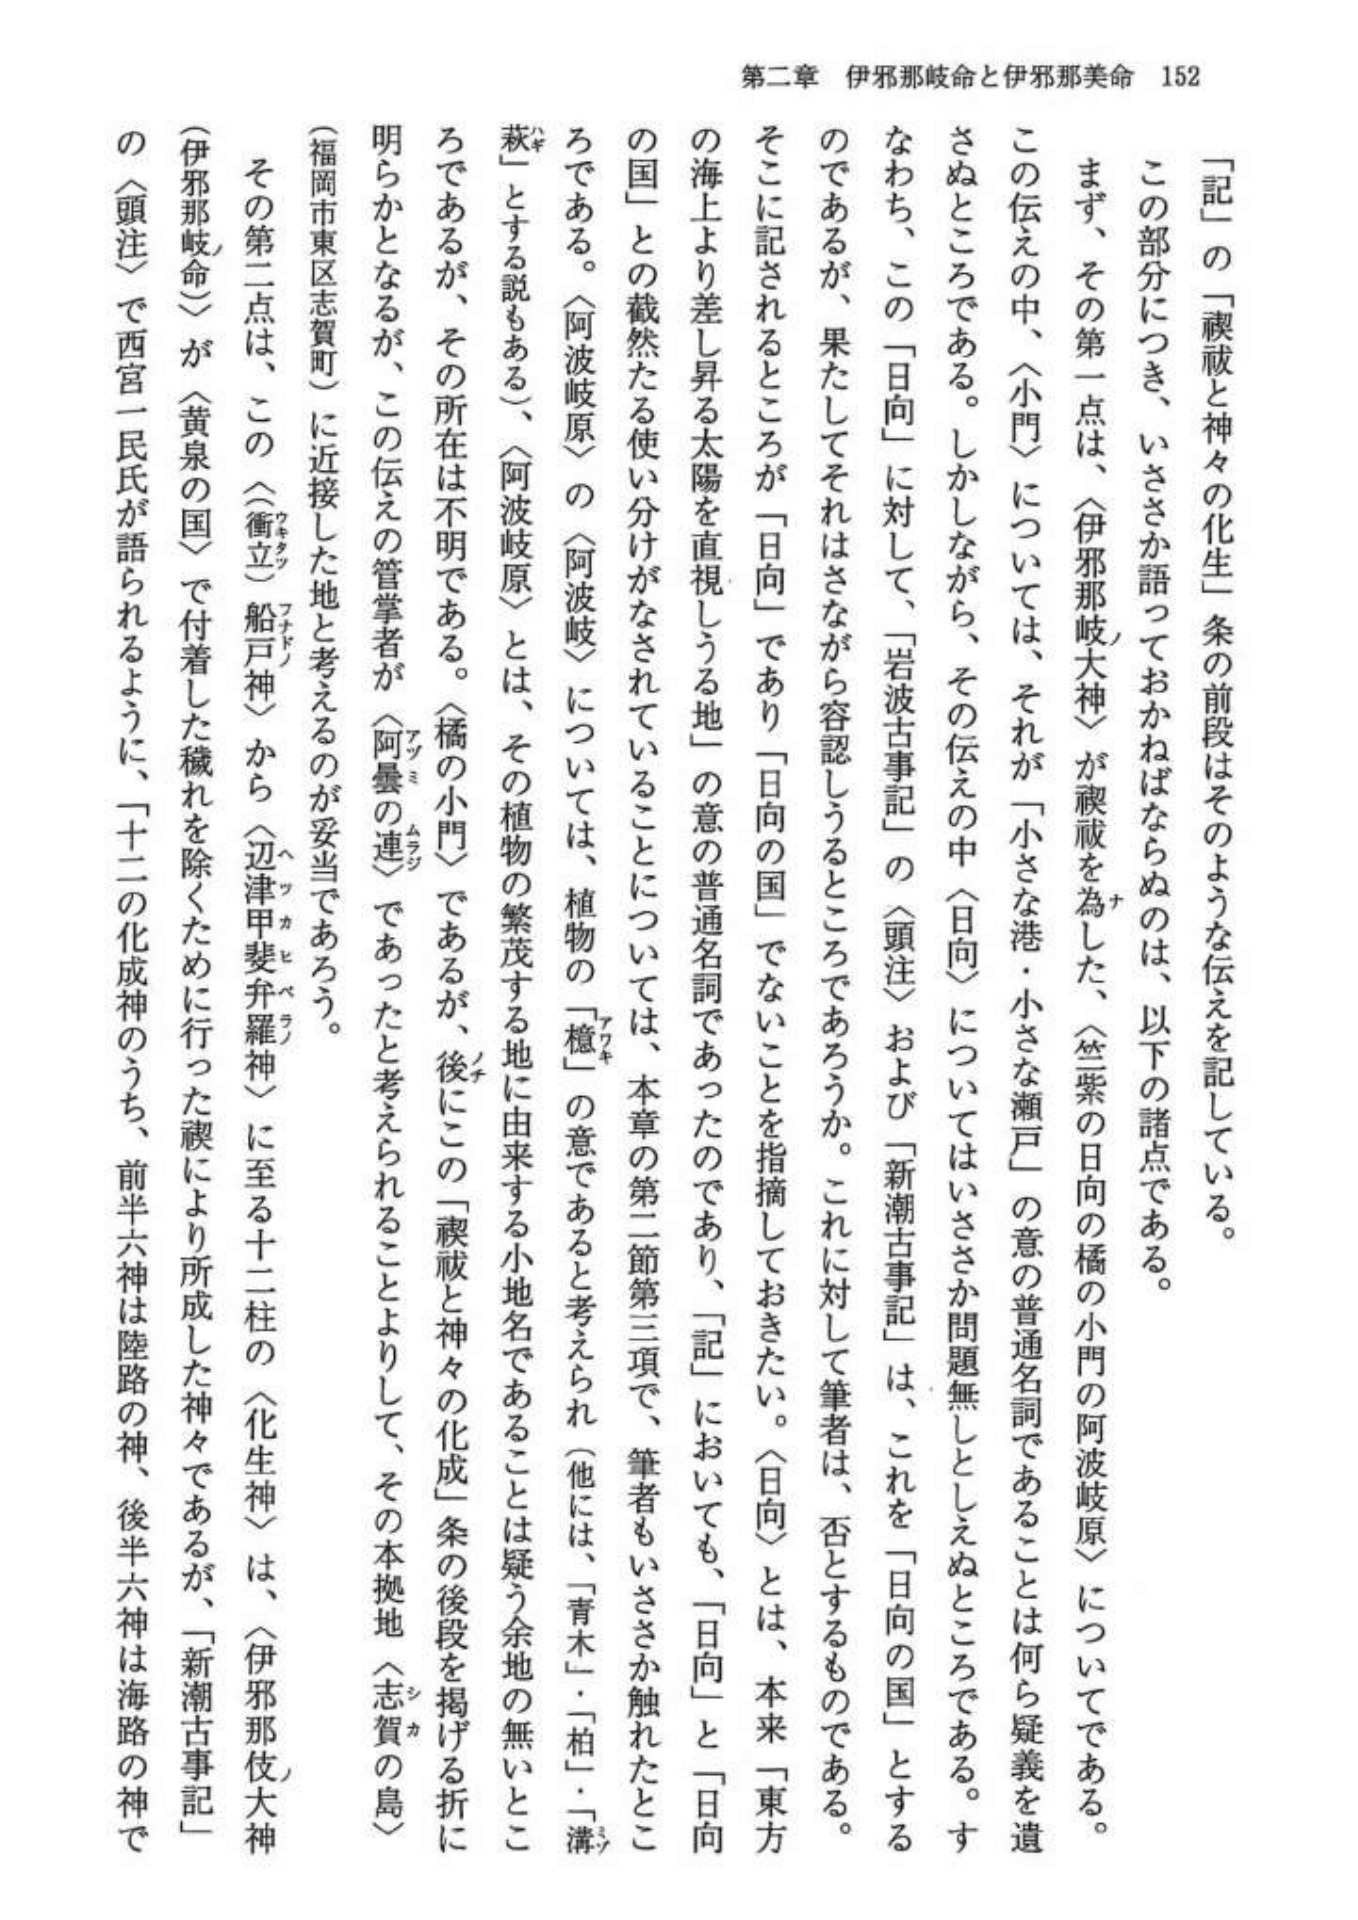 第二章　伊邪那岐命と伊邪那美命　152
「記」の「禊祓と神々の化生」条の前段はそのような伝えを記している。
この部分につき、いささか語っておかねばならぬのは、以下の諸点である。
まず、その第一点は、〈伊邪那岐ノ大神〉が禊祓を為ナした、〈竺紫の日向の橘の小門の阿波岐原〉についてである。
この伝えの中、〈小門〉については、それが「小さな港・小さな瀬戸」の意の普通名詞であることは何ら疑義を遺
さぬところである。しかしながら、その伝えの中〈日向〉についてはいささか問題無しとしえぬところである。す
なわち、この「日向」に対して、「岩波古事記」の〈頭注〉および「新潮古事記」は、これを「日向の国」とする
のであるが、果たしてそれはさながら容認しうるところであろうか。これに対して筆者は、否とするものである。
そこに記されるところが「日向」であり「日向の国」でないことを指摘しておきたい。〈日向〉とは、本来「東方
の海上より差し昇る太陽を直視しうる地」の意の普通名詞であったのであり、「記」においても、「日向」と「日向
の国」との截然たる使い分けがなされていることについては、本章の第二節第三項で、筆者もいささか触れたとこ
ろである。〈阿波岐原〉の〈阿波岐〉については、植物の「檍アワキ」の意であると考えられ（他には、「青木」・「柏」・「溝ミゾ
萩ハギ」とする説もある）、〈阿波岐原〉とは、その植物の繁茂する地に由来する小地名であることは疑う余地の無いとこ
ろであるが、その所在は不明である。〈橘の小門〉であるが、後ノチにこの「禊祓と神々の化成」条の後段を掲げる折に
明らかとなるが、この伝えの管掌者が〈阿曇アヅミの連ムラジ〉であったと考えられることよりして、その本拠地〈志賀シカの島〉
（福岡市東区志賀町）に近接した地と考えるのが妥当であろう。
その第二点は、この〈（衝立ウキタツ）船戸フナドノ神〉から〈辺津甲斐弁羅ヘツカヒベラノ神〉に至る十二柱の〈化生神〉は、〈伊邪那伎ノ大神
（伊邪那岐ノ命）〉が〈黄泉の国〉で付着した穢れを除くために行った禊により所成した神々であるが、「新潮古事記」
の〈頭注〉で西宮一民氏が語られるように、「十二の化成神のうち、前半六神は陸路の神、後半六神は海路の神で